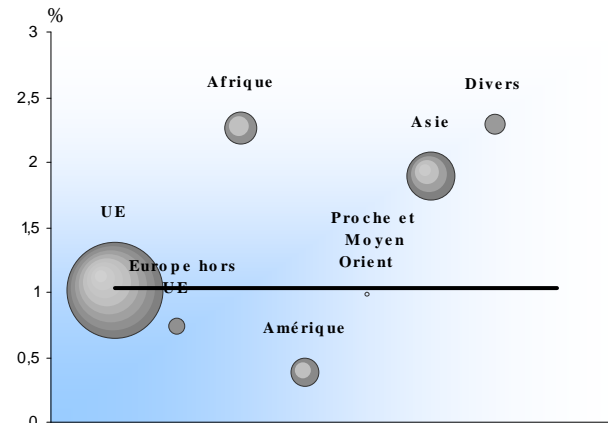 %
3
Afrique
Divers
2,5
Asie
2
UE
Proche et
Moyen
Orient
1,5
Europe hors
UE
1
Amérique
0,5
0